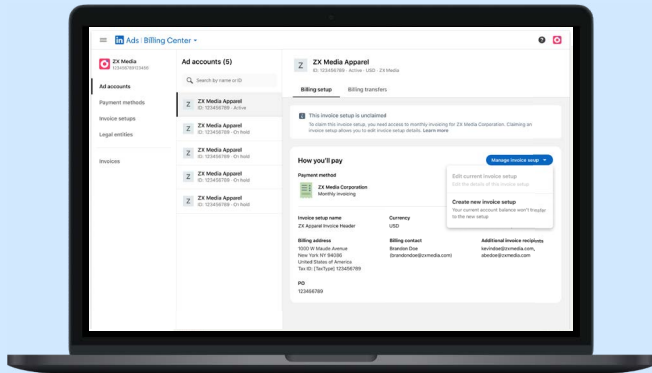 in Ads | Billing Center
ZX Media
123456789123456
Ad accounts
Payment methods
Invoice setups
Legal entities
Invoices
Ad accounts (5)
Search by name or ID
Z ZX Media Apparel
ID: 123456789 · Active
Z ZX Media Apparel
ID: 123456789 · On hold
Z ZX Media Apparel
ID: 123456789 · On hold
Z ZX Media Apparel
ID: 123456789 · On hold
Z ZX Media Apparel
ID: 123456789 · On hold
Z ZX Media Apparel
ID: 123456789 · Active · USD · ZX Media
Billing setup Billing transfers
This invoice setup is unclaimed
To claim this invoice setup, you need access to monthly invoicing for ZX Media Corporation. Claiming an
invoice setup allows you to edit invoice setup details. Learn more
How you'll pay
Manage invoice setup
Edit current invoice setup
Edit the details of this invoice setup
Create new invoice setup
Your current account balance won't transfer
to the new setup
Payment method
ZX Media Corporation
Monthly invoicing
Invoice setup name
ZX Apparel Invoice Header
Currency
USD
Billing address
1000 W Maude Avenue
New York NY 94086
United States of America
Tax ID: [TaxType] 123456789
Billing contact
Brandon Doe
(brandondoe@zxmedia.com)
Additional invoice recipients
kevindoe@zxmedia.com,
abedoe@zxmedia.com
PO
123456789